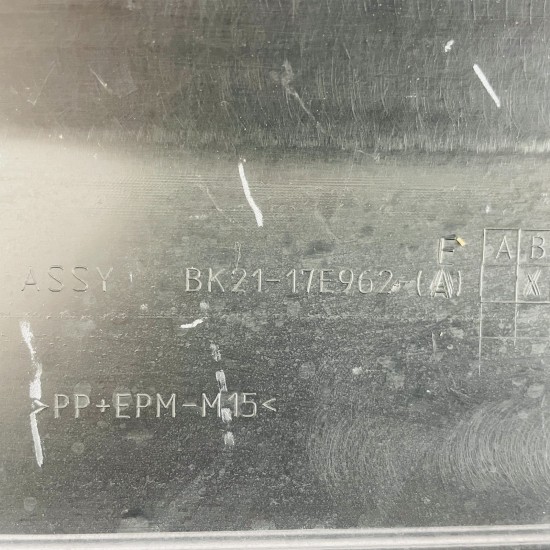 F A B
ASSY BK21-17E962-(A) X
>PP+EPM-M15<